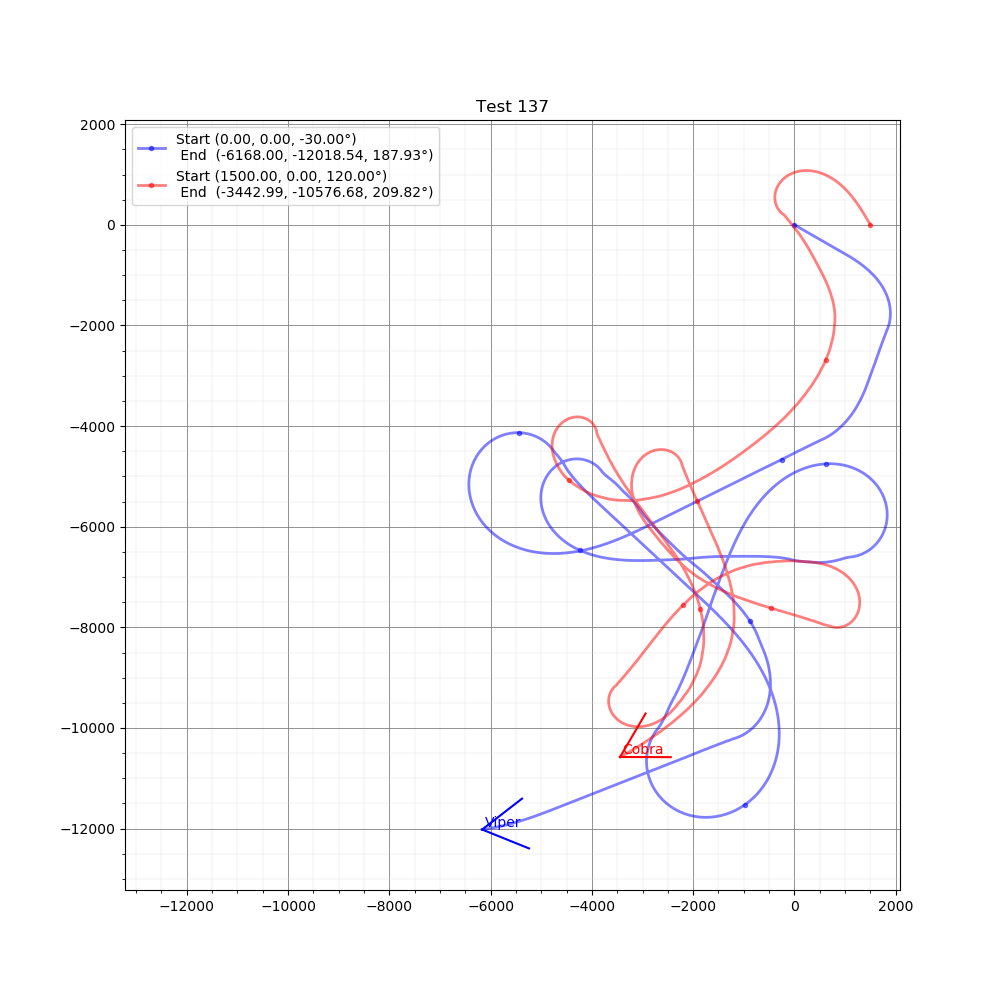 Test 137
Start (0.00, 0.00, -30.00°)
End (-6168.00, -12018.54, 187.93°)
Start (1500.00, 0.00, 120.00°)
End (-3442.99, -10576.68, 209.82°)
2000
0
−2000
−4000
−6000
−8000
−10000
−12000
Cobra
Viper
−12000 −10000 −8000 −6000 −4000 −2000 0 2000